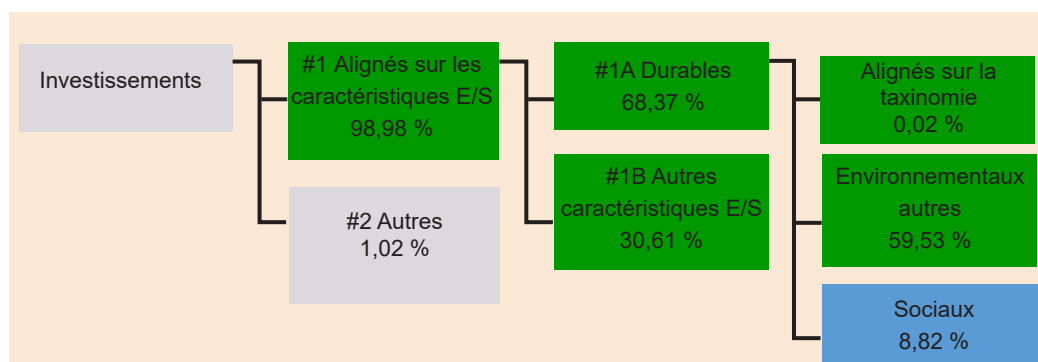 Investissements
#1 Alignés sur les
caractéristiques E/S
98,98 %
#2 Autres
1,02 %
#1A Durables
68,37 %
#1B Autres
caractéristiques E/S
30,61 %
Alignés sur la
taxinomie
0,02 %
Environnementaux
autres
59,53 %
Sociaux
8,82 %